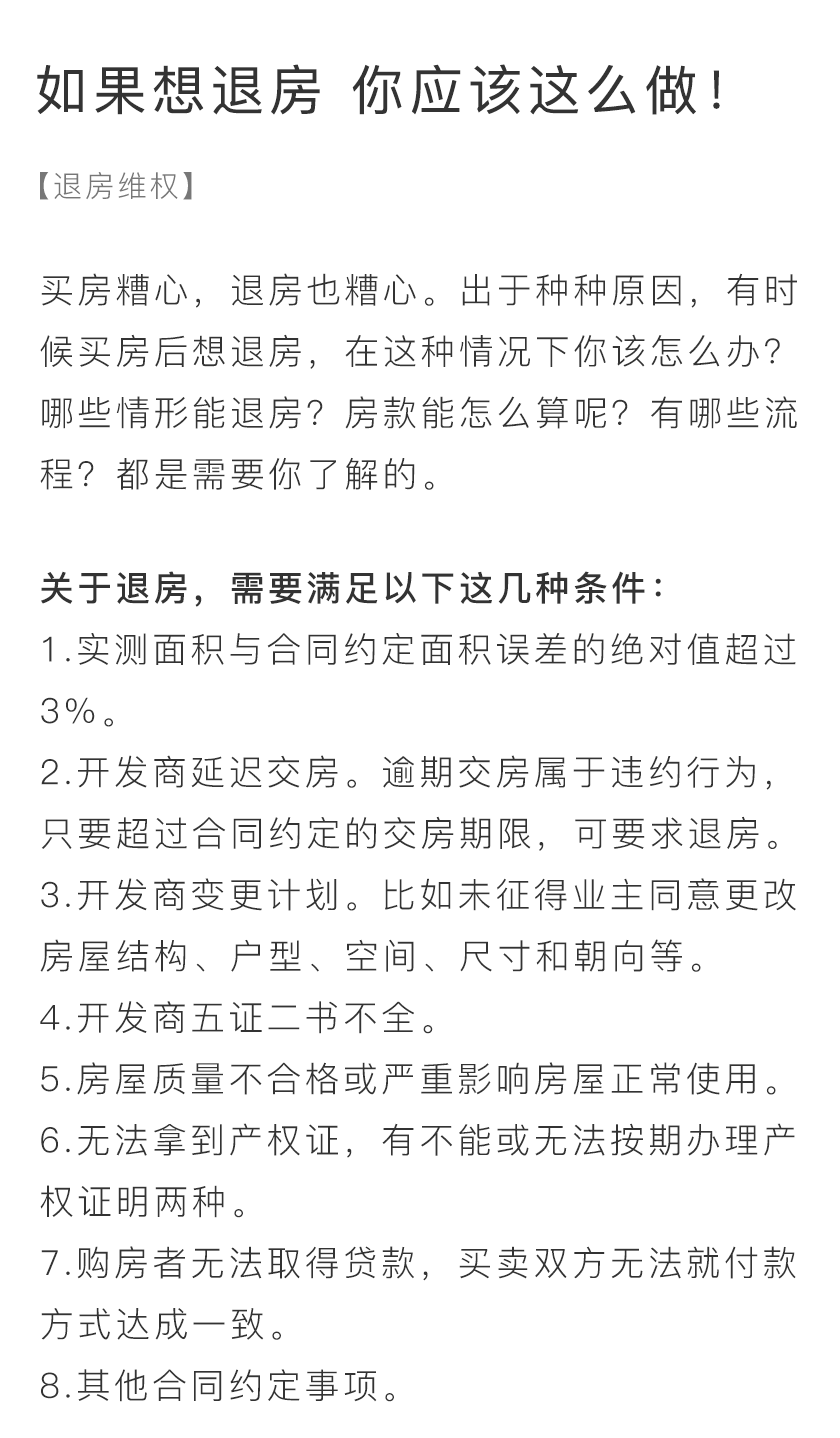 如果想退房 你应该这么做！
【退房维权】
买房糟心，退房也糟心。出于种种原因，有时
候买房后想退房，在这种情况下你该怎么办？
哪些情形能退房？房款能怎么算呢？有哪些流
程？都是需要你了解的。
关于退房，需要满足以下这几种条件：
1.实测面积与合同约定面积误差的绝对值超过
3%。
2.开发商延迟交房。逾期交房属于违约行为，
只要超过合同约定的交房期限，可要求退房。
3.开发商变更计划。比如未征得业主同意更改
房屋结构、户型、空间、尺寸和朝向等。
4.开发商五证二书不全。
5.房屋质量不合格或严重影响房屋正常使用。
6.无法拿到产权证，有不能或无法按期办理产
权证明两种。
7.购房者无法取得贷款，买卖双方无法就付款
方式达成一致。
8.其他合同约定事项。